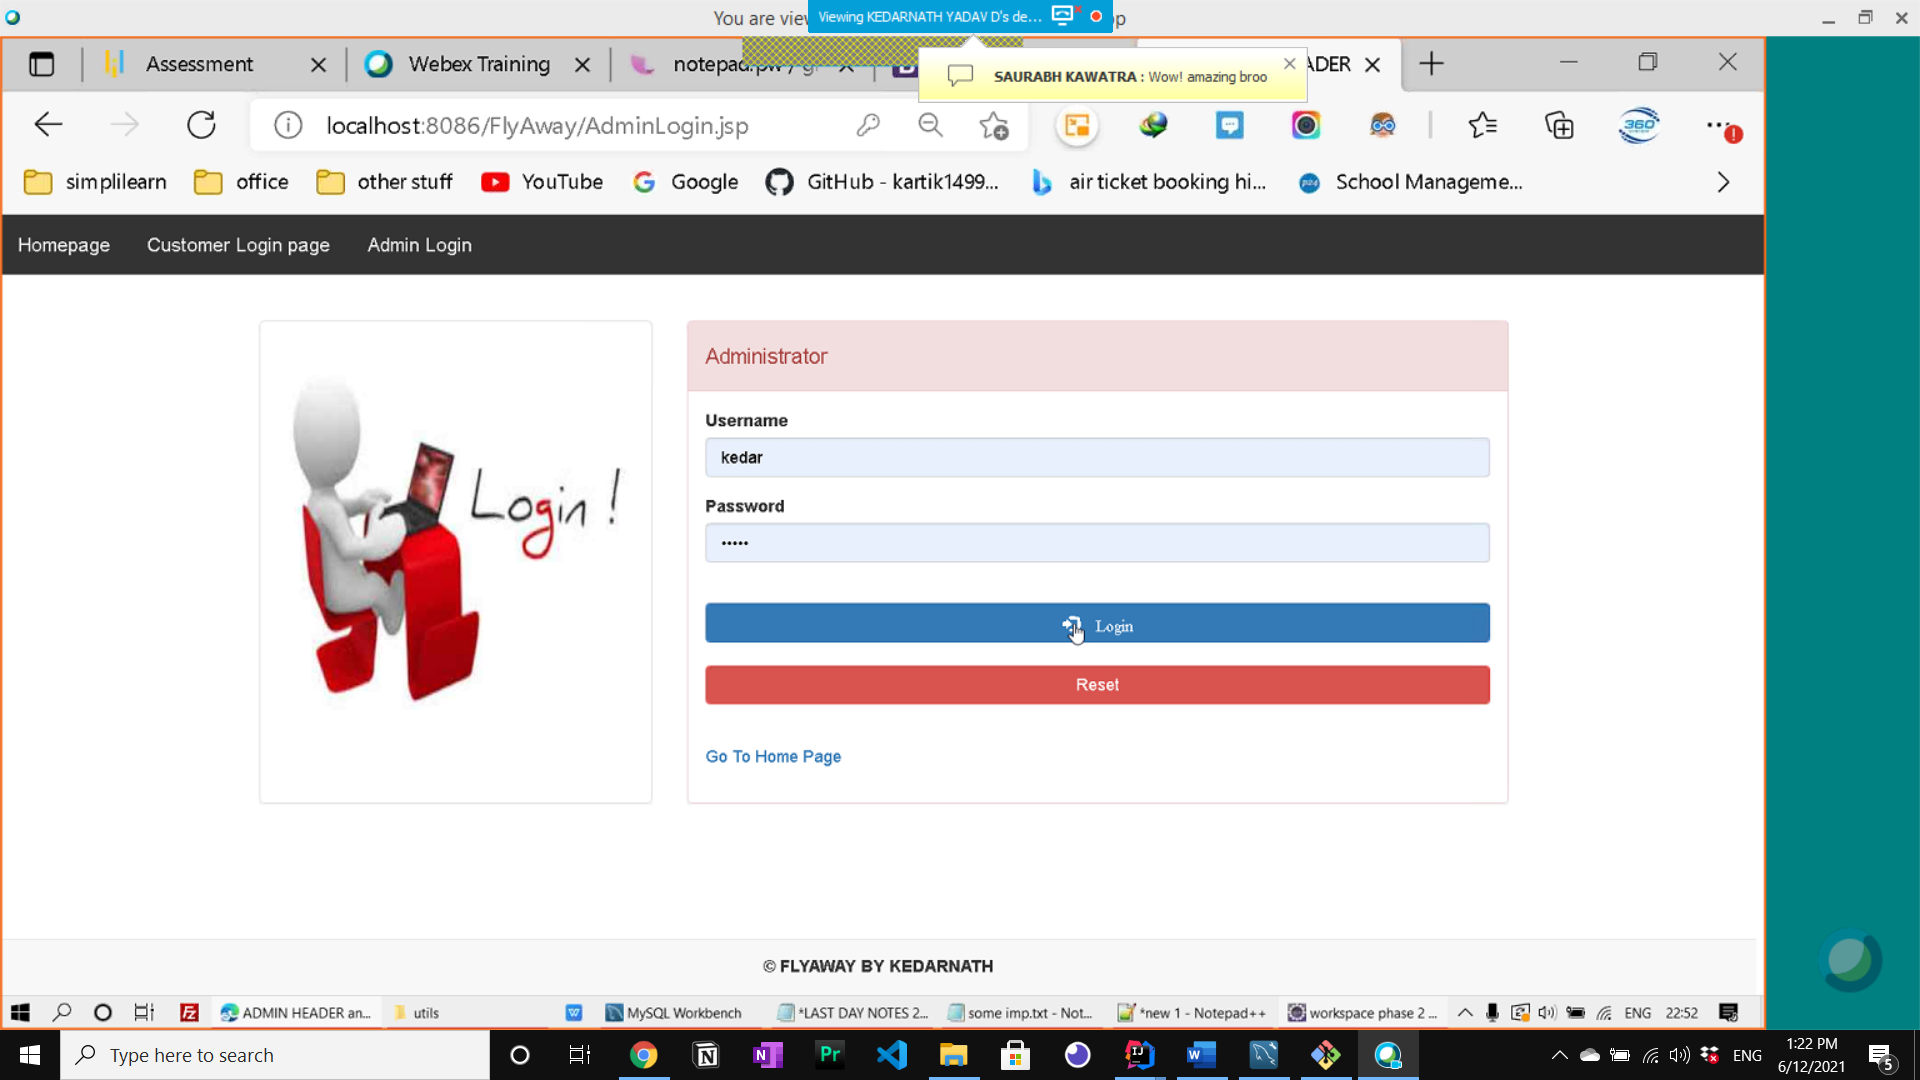 You are vie
Viewing KEDARNATH YADAV D's de...
p
Assessment
Webex Training
notepad.pw / g
SAURABH KAWATRA : Wow! amazing broo
ADER
localhost:8086/FlyAway/AdminLogin.jsp
simplilearn
office
other stuff
YouTube
Google
GitHub - kartik1499...
air ticket booking hi...
School Manageme...
Homepage
Customer Login page
Admin Login
Login !
Administrator
Username
kedar
Password
•••••
Login
Reset
Go To Home Page
© FLYAWAY BY KEDARNATH
ADMIN HEADER an...
utils
MySQL Workbench
*LAST DAY NOTES 2...
some imp.txt - Not...
*new 1 - Notepad++
workspace phase 2 ...
ENG
22:52
Type here to search
ENG
1:22 PM
6/12/2021
5